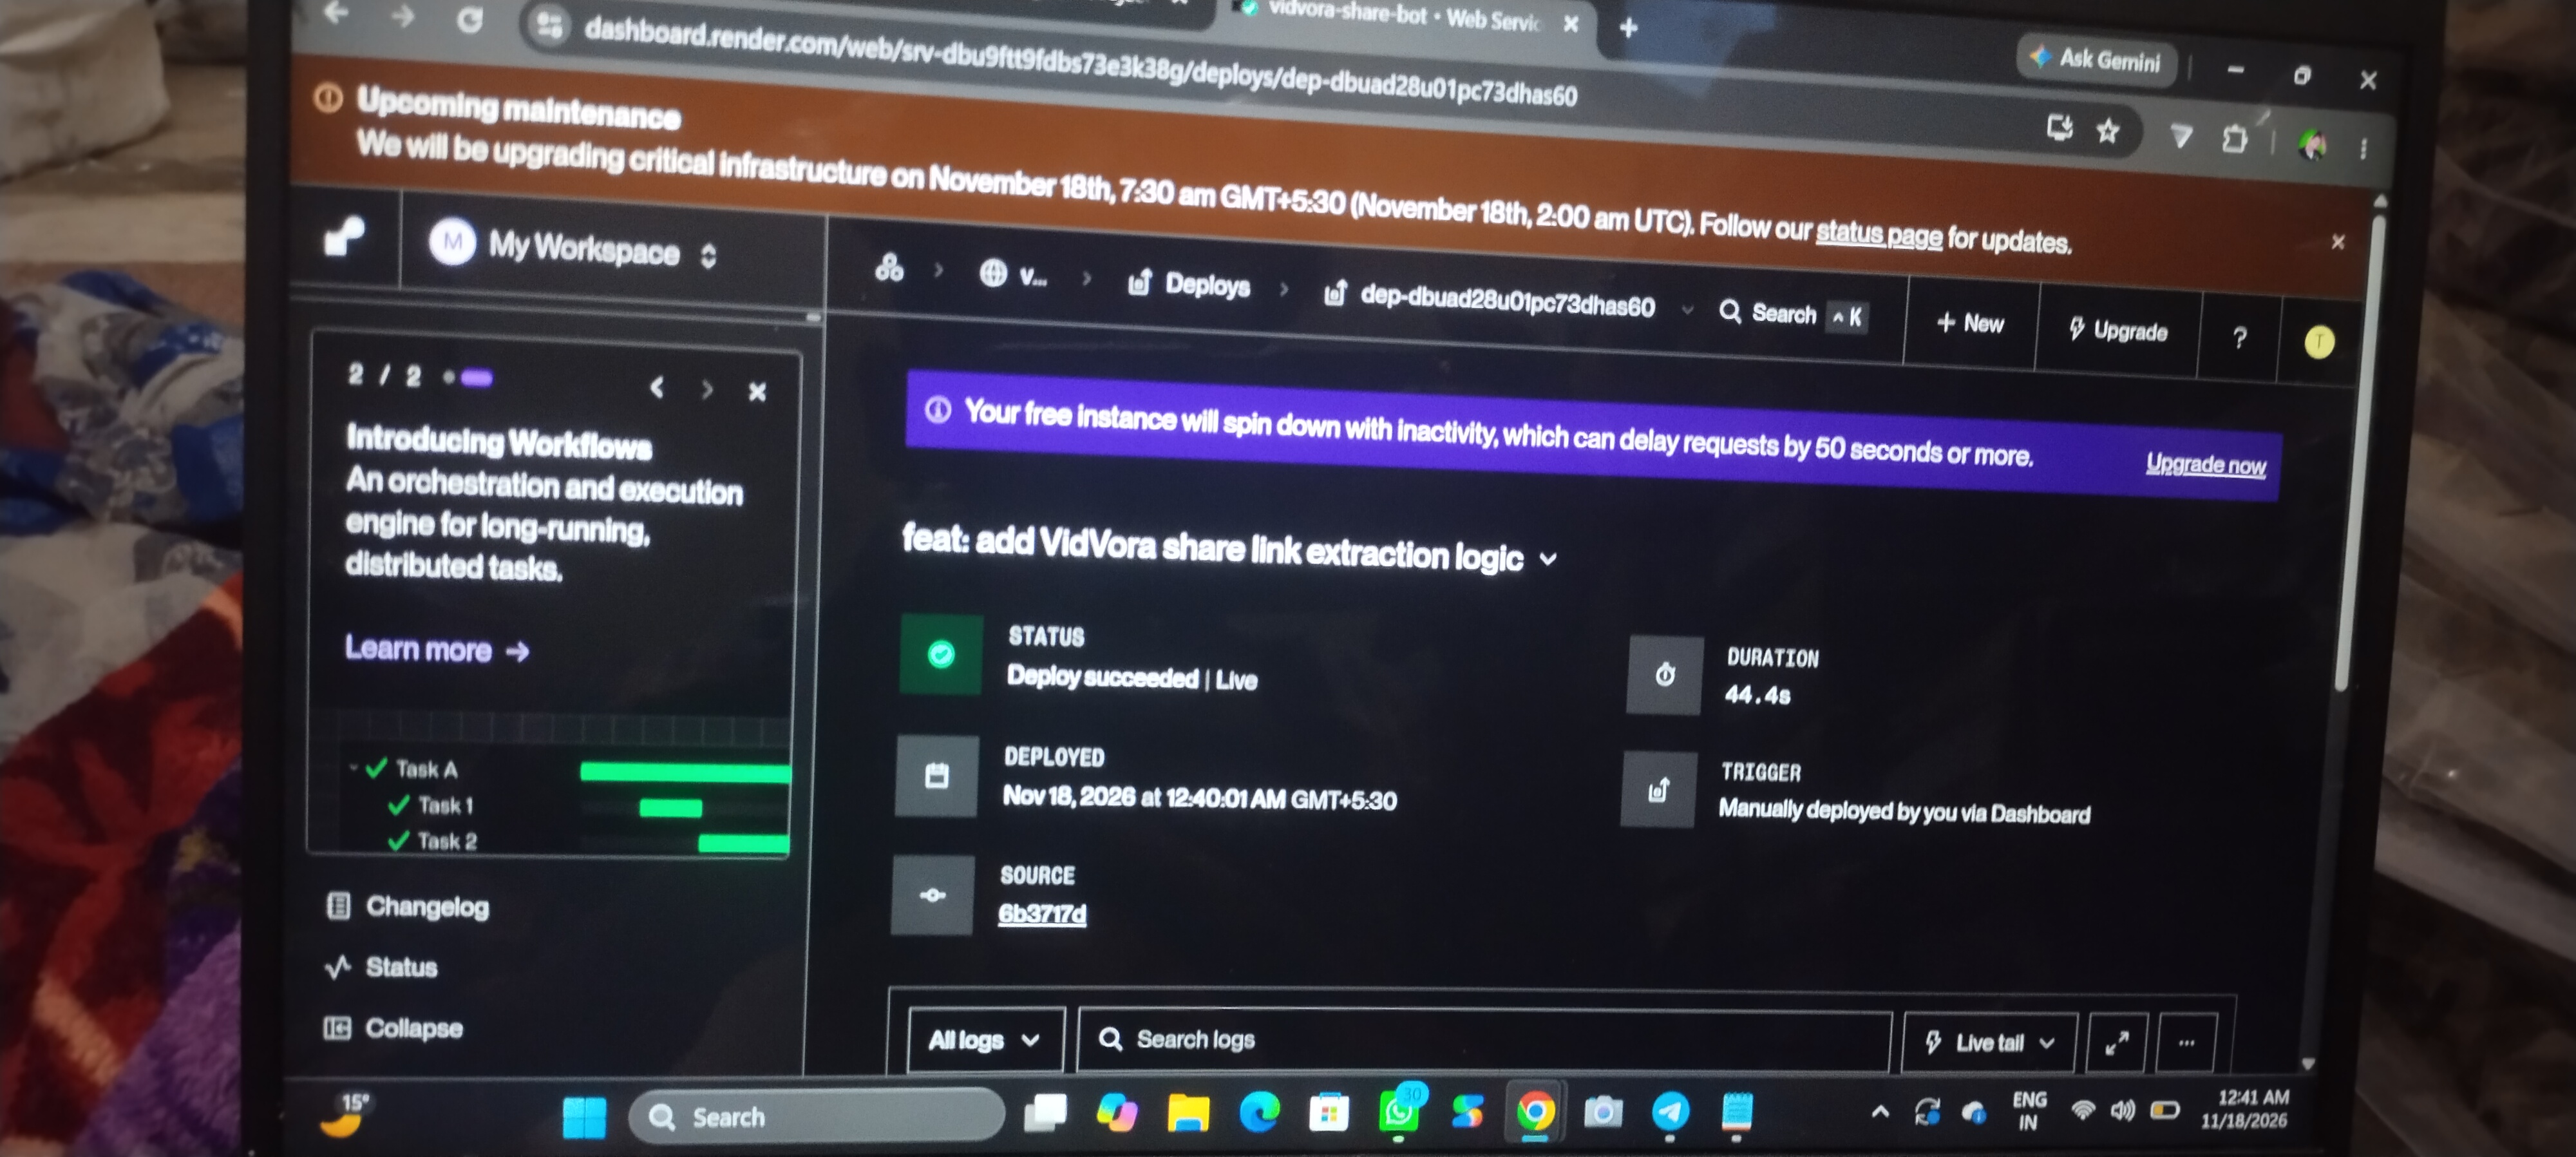 vidvora-share-bot • Web Servic
dashboard.render.com/web/srv-dbu9ftt9fdbs73e3k38g/deploys/dep-dbuad28u01pc73dhas60
Ask Gemini
Upcoming maintenance
We will be upgrading critical infrastructure on November 18th, 7:30 am GMT+5:30 (November 18th, 2:00 am UTC). Follow our status page for updates.
M My Workspace
V...
Deploys
dep-dbuad28u01pc73dhas60
Search ^ K
+ New
Upgrade
?
T
2 / 2
Introducing Workflows
An orchestration and execution
engine for long-running,
distributed tasks.
Learn more →
Task A
Task 1
Task 2
Changelog
Status
Collapse
Your free instance will spin down with inactivity, which can delay requests by 50 seconds or more.
Upgrade now
feat: add VidVora share link extraction logic
STATUS
Deploy succeeded | Live
DURATION
44.4s
DEPLOYED
Nov 18, 2026 at 12:40:01 AM GMT+5:30
TRIGGER
Manually deployed by you via Dashboard
SOURCE
6b3717d
All logs
Search logs
Live tail
15°
Search
30
ENG
IN
12:41 AM
11/18/2026